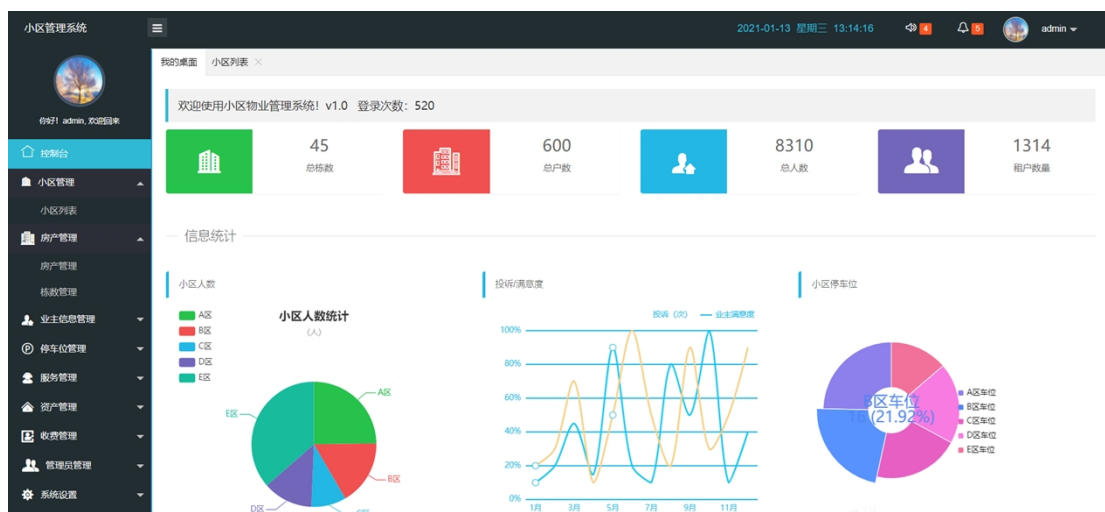 小区管理系统
2021-01-13 星期三 13:14:16
4
5
admin
你好！admin, 欢迎回来
控制台
小区管理
小区列表
房产管理
房产管理
栋数管理
业主信息管理
停车位管理
服务管理
资产管理
收费管理
管理员管理
系统设置
我的桌面 小区列表 ×
欢迎使用小区物业管理系统！v1.0 登录次数：520
45
总栋数
600
总户数
8310
总人数
1314
租户数量
信息统计
小区人数
A区
B区
C区
D区
E区
小区人数统计
（人）
A区
B区
D区
E区
投诉/满意度
投诉（次） 业主满意度
100%
80%
60%
40%
20%
0%
1月 3月 5月 7月 9月 11月
小区停车位
B区车位
16 (21.92%)
A区车位
B区车位
C区车位
D区车位
E区车位